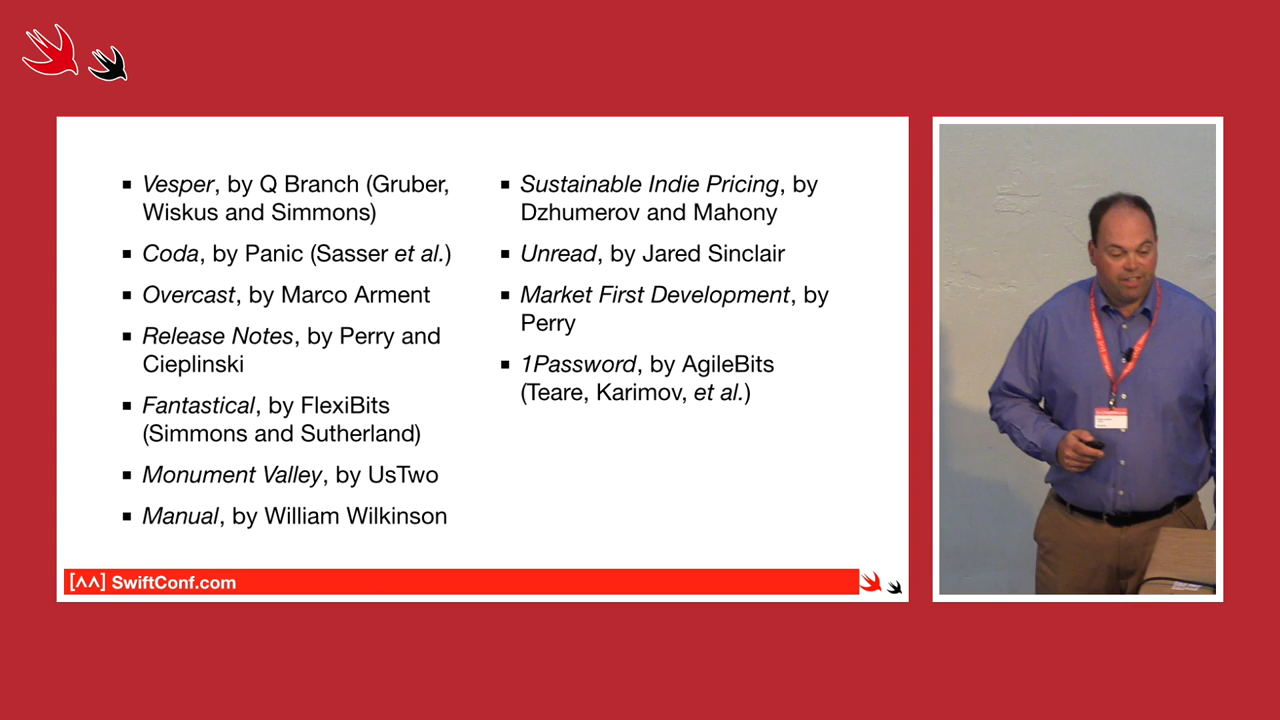 Vesper, by Q Branch (Gruber,
Wiskus and Simmons)
Coda, by Panic (Sasser et al.)
Overcast, by Marco Arment
Release Notes, by Perry and
Cieplinski
Fantastical, by FlexiBits
(Simmons and Sutherland)
Monument Valley, by UsTwo
Manual, by William Wilkinson
Sustainable Indie Pricing, by
Dzhumerov and Mahony
Unread, by Jared Sinclair
Market First Development, by
Perry
1Password, by AgileBits
(Teare, Karimov, et al.)
[^^] SwiftConf.com